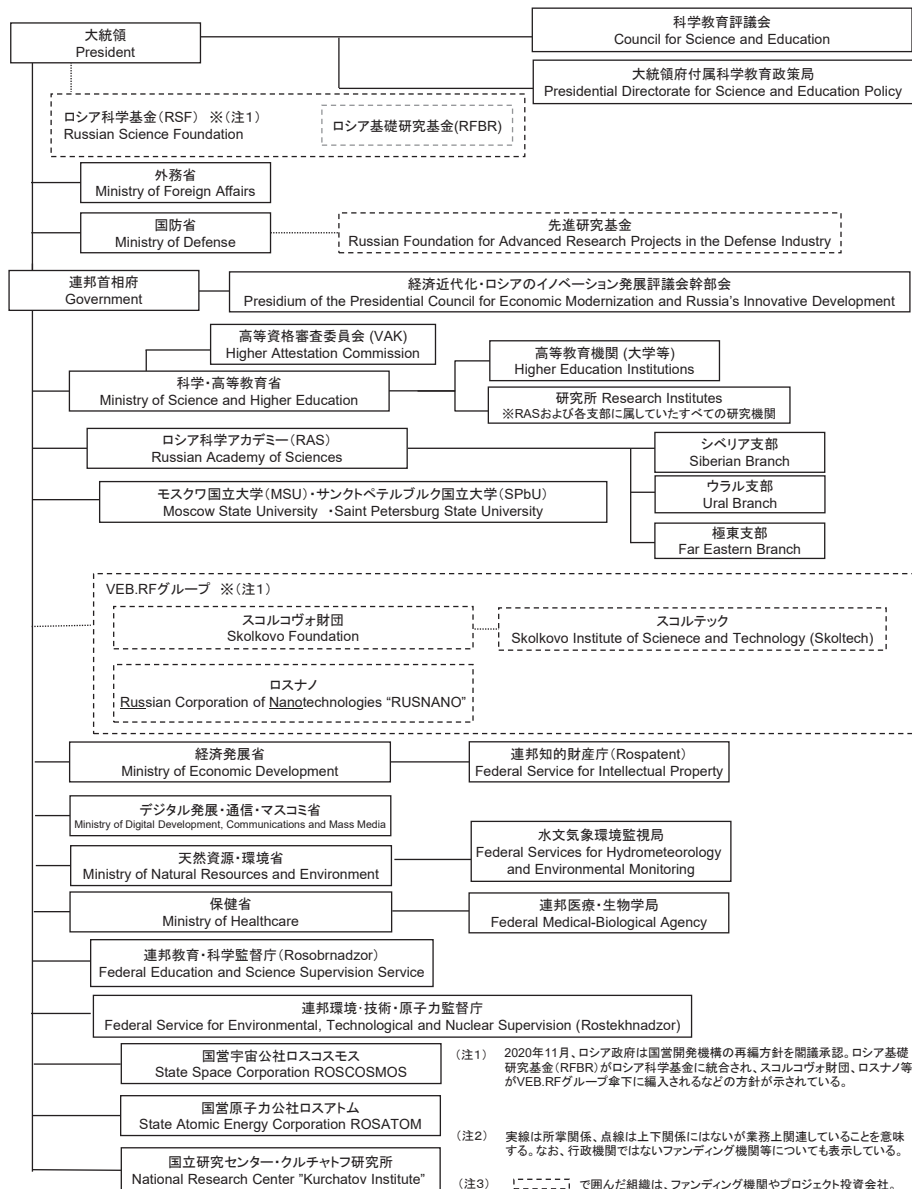 大統領
President
科学教育評議会
Council for Science and Education
大統領府付属科学教育政策局
Presidential Directorate for Science and Education Policy
ロシア科学基金(RSF) ※(注1)
Russian Science Foundation
ロシア基礎研究基金(RFBR)
外務省
Ministry of Foreign Affairs
国防省
Ministry of Defense
先進研究基金
Russian Foundation for Advanced Research Projects in the Defense Industry
連邦首相府
Government
経済近代化・ロシアのイノベーション発展評議会幹部会
Presidium of the Presidential Council for Economic Modernization and Russia's Innovative Development
高等資格審査委員会 (VAK)
Higher Attestation Commission
科学・高等教育省
Ministry of Science and Higher Education
高等教育機関 (大学等)
Higher Education Institutions
研究所 Research Institutes
※RASおよび各支部に属していたすべての研究機関
ロシア科学アカデミー(RAS)
Russian Academy of Sciences
シベリア支部
Siberian Branch
ウラル支部
Ural Branch
極東支部
Far Eastern Branch
モスクワ国立大学(MSU)・サンクトペテルブルク国立大学(SPbU)
Moscow State University ・Saint Petersburg State University
VEB.RFグループ ※(注1)
スコルコヴォ財団
Skolkovo Foundation
スコルテック
Skolkovo Institute of Scienece and Technology (Skoltech)
ロスナノ
Russian Corporation of Nanotechnologies “RUSNANO”
経済発展省
Ministry of Economic Development
連邦知的財産庁(Rospatent)
Federal Service for Intellectual Property
デジタル発展・通信・マスコミ省
Ministry of Digital Development, Communications and Mass Media
天然資源・環境省
Ministry of Natural Resources and Environment
水文気象環境監視局
Federal Services for Hydrometeorology
and Environmental Monitoring
保健省
Ministry of Healthcare
連邦医療・生物学局
Federal Medical-Biological Agency
連邦教育・科学監督庁(Rosobrnadzor)
Federal Education and Science Supervision Service
連邦環境・技術・原子力監督庁
Federal Service for Environmental, Technological and Nuclear Supervision (Rostekhnadzor)
国営宇宙公社ロスコスモス
State Space Corporation ROSCOSMOS
国営原子力公社ロスアトム
State Atomic Energy Corporation ROSATOM
国立研究センター・クルチャトフ研究所
National Research Center "Kurchatov Institute"
(注1) 2020年11月、ロシア政府は国営開発機構の再編方針を閣議承認。ロシア基礎
研究基金(RFBR)がロシア科学基金に統合され、スコルコヴォ財団、ロスナノ等
がVEB.RFグループ傘下に編入されるなどの方針が示されている。
(注2) 実線は所掌関係、点線は上下関係にはないが業務上関連していることを意味
する。なお、行政機関ではないファンディング機関等についても表示している。
(注3) で囲んだ組織は、ファンディング機関やプロジェクト投資会社。